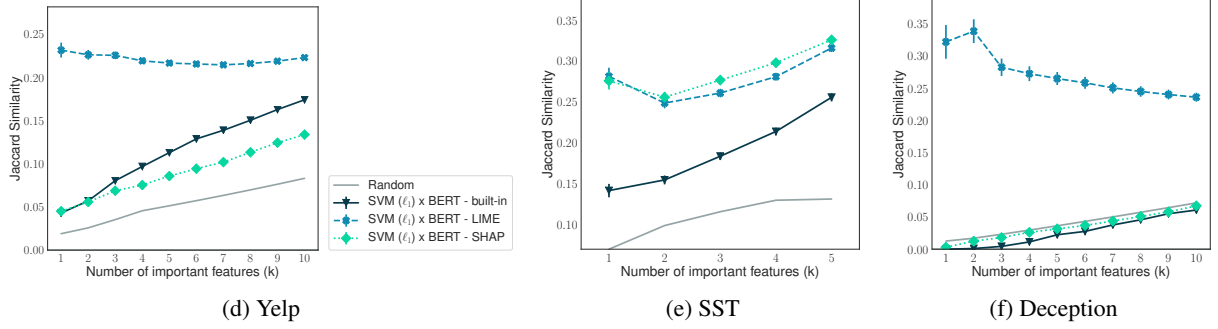 0.25
0.20
0.15
0.10
0.05
0.00
Jaccard Similarity
1 2 3 4 5 6 7 8 9 10
Number of important features (k)
Random
SVM (ℓ₁) x BERT - built-in
SVM (ℓ₁) x BERT - LIME
SVM (ℓ₁) x BERT - SHAP
(d) Yelp
0.35
0.30
0.25
0.20
0.15
0.10
Jaccard Similarity
1 2 3 4 5
Number of important features (k)
(e) SST
0.35
0.30
0.25
0.20
0.15
0.10
0.05
0.00
Jaccard Similarity
1 2 3 4 5 6 7 8 9 10
Number of important features (k)
(f) Deception